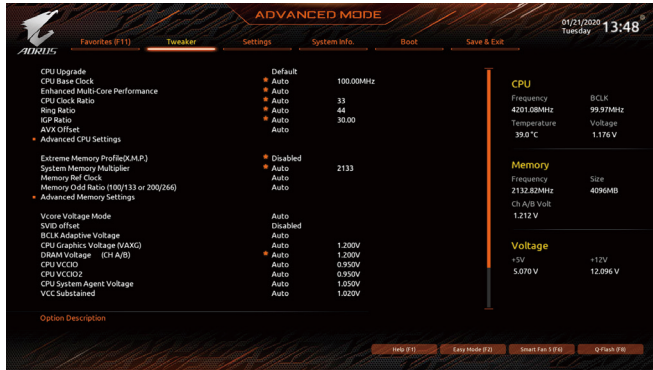 ADVANCED MODE
01/21/2020 13:48
Tuesday
AORUS
Favorites (F11) Tweaker Settings System Info. Boot Save & Exit
CPU Upgrade Default
CPU Base Clock Auto 100.00MHz
Enhanced Multi-Core Performance Auto
CPU Clock Ratio Auto 33
Ring Ratio Auto 44
IGP Ratio Auto 30.00
AVX Offset Auto
Advanced CPU Settings
Extreme Memory Profile(X.M.P.) Disabled
System Memory Multiplier Auto 2133
Memory Ref Clock Auto
Memory Odd Ratio (100/133 or 200/266) Auto
Advanced Memory Settings
Vcore Voltage Mode Auto
SVID offset Disabled
BCLK Adaptive Voltage Auto
CPU Graphics Voltage (VAXG) Auto 1.200V
DRAM Voltage (CH A/B) Auto 1.200V
CPU VCCIO Auto 0.950V
CPU VCCIO2 Auto 0.950V
CPU System Agent Voltage Auto 1.050V
VCC Substained Auto 1.020V
CPU
Frequency BCLK
4201.08MHz 99.97MHz
Temperature Voltage
39.0 °C 1.176 V
Memory
Frequency Size
2132.82MHz 4096MB
Ch A/B Volt
1.212 V
Voltage
+5V +12V
5.070 V 12.096 V
Option Description
Help (F1) Easy Mode (F2) Smart Fan 5 (F6) Q-Flash (F8)